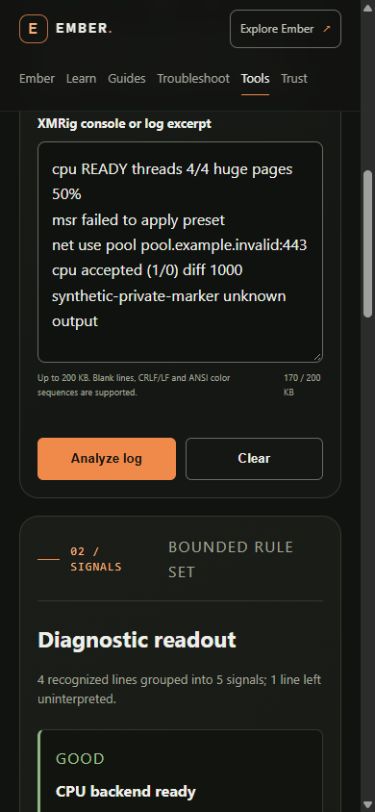 E EMBER.
Explore Ember ↗
Ember Learn Guides Troubleshoot Tools Trust
XMRig console or log excerpt
cpu READY threads 4/4 huge pages
50%
msr failed to apply preset
net use pool pool.example.invalid:443
cpu accepted (1/0) diff 1000
synthetic-private-marker unknown
output
Up to 200 KB. Blank lines, CRLF/LF and ANSI color
sequences are supported.
170 / 200
KB
Analyze log
Clear
02 /
SIGNALS
BOUNDED RULE
SET
Diagnostic readout
4 recognized lines grouped into 5 signals; 1 line left
uninterpreted.
GOOD
CPU backend ready